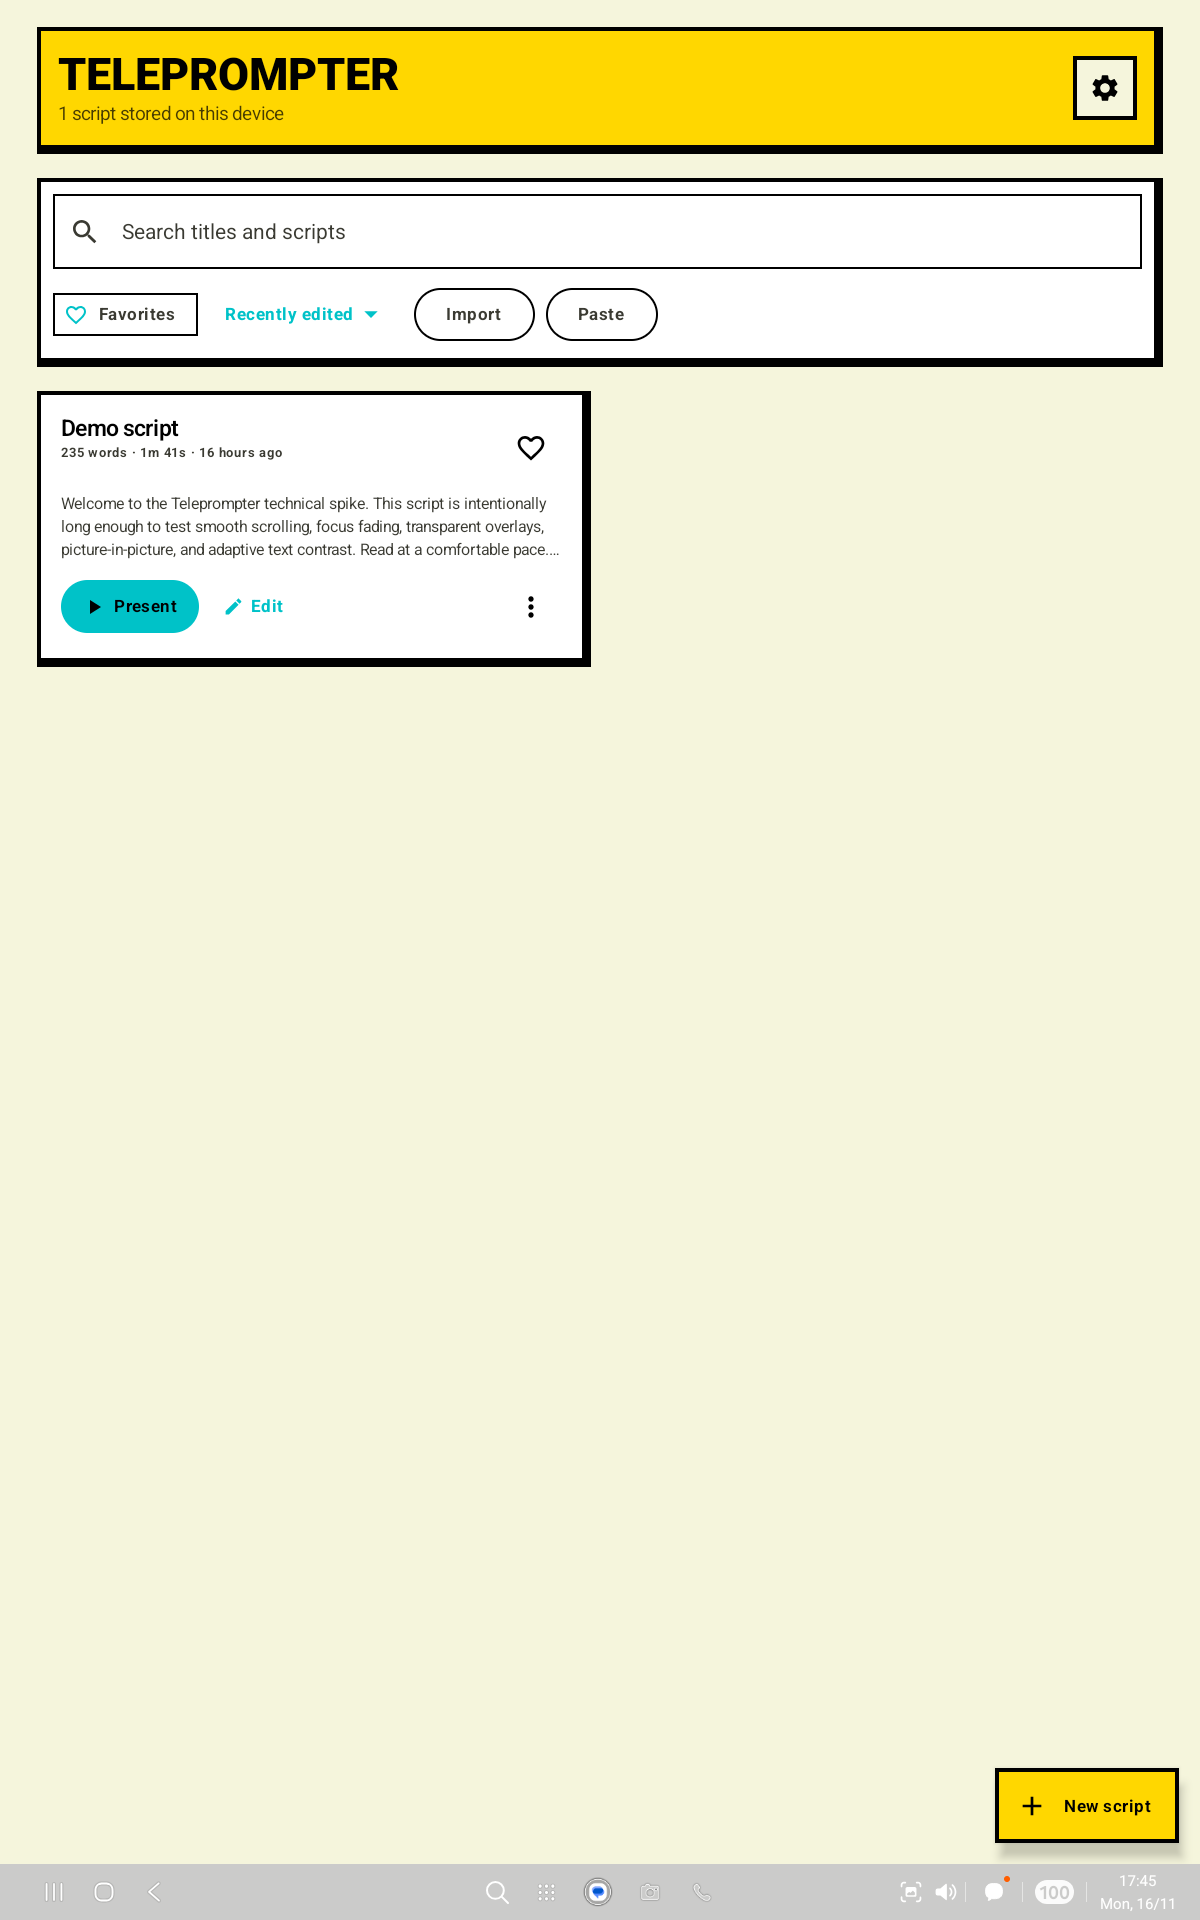 TELEPROMPTER
1 script stored on this device
Search titles and scripts
Favorites
Recently edited
Import
Paste
Demo script
235 words · 1m 41s · 16 hours ago
Welcome to the Teleprompter technical spike. This script is intentionally
long enough to test smooth scrolling, focus fading, transparent overlays,
picture-in-picture, and adaptive text contrast. Read at a comfortable pace....
Present
Edit
New script
100
17:45
Mon, 16/11